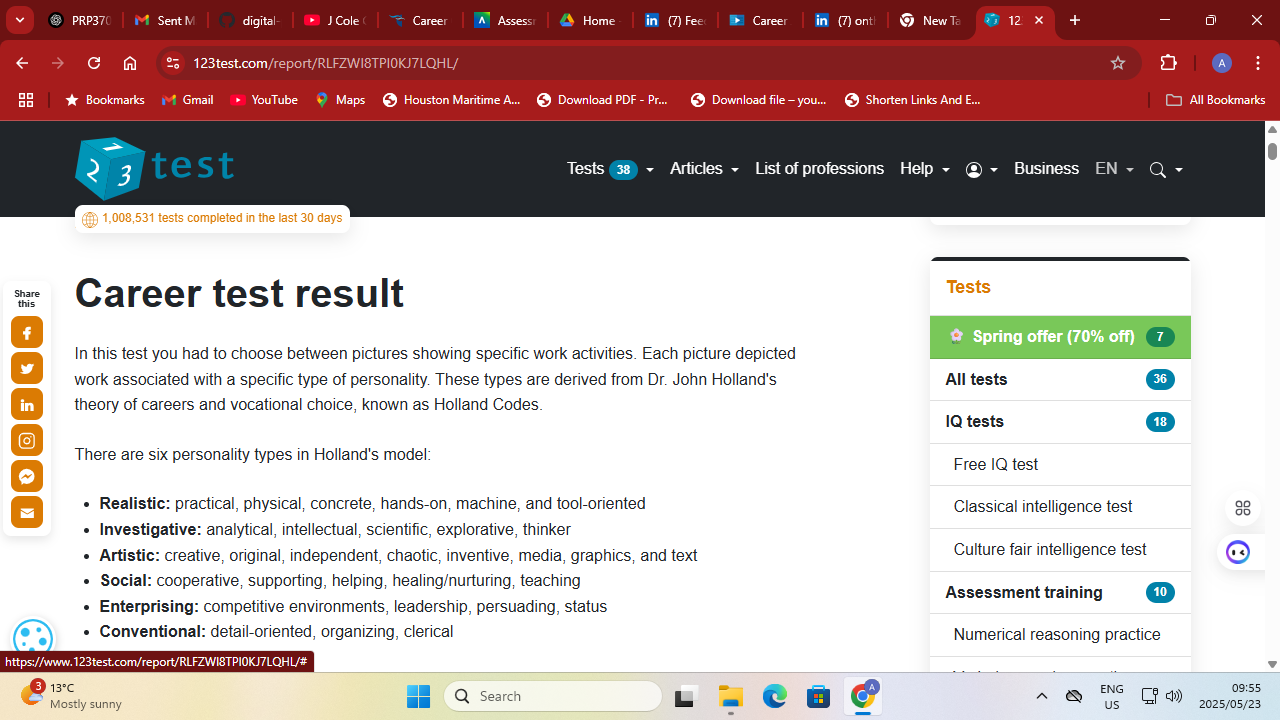 PRP370
Sent M
digital-
J Cole
Career
Assess
Home -
(7) Fee
Career
(7) onth
New Ta
12
123test.com/report/RLFZWI8TPI0KJ7LQHL/
A
Bookmarks
Gmail
YouTube
Maps
Houston Maritime A...
Download PDF - Pr...
Download file – you...
Shorten Links And E...
All Bookmarks
1 2 3 test
Tests 38
Articles
List of professions
Help
Business
EN
1,008,531 tests completed in the last 30 days
Share
this
Career test result
In this test you had to choose between pictures showing specific work activities. Each picture depicted
work associated with a specific type of personality. These types are derived from Dr. John Holland's
theory of careers and vocational choice, known as Holland Codes.
There are six personality types in Holland's model:
• Realistic: practical, physical, concrete, hands-on, machine, and tool-oriented
• Investigative: analytical, intellectual, scientific, explorative, thinker
• Artistic: creative, original, independent, chaotic, inventive, media, graphics, and text
• Social: cooperative, supporting, helping, healing/nurturing, teaching
• Enterprising: competitive environments, leadership, persuading, status
• Conventional: detail-oriented, organizing, clerical
Tests
Spring offer (70% off) 7
All tests 36
IQ tests 18
Free IQ test
Classical intelligence test
Culture fair intelligence test
Assessment training 10
Numerical reasoning practice
https://www.123test.com/report/RLFZWI8TPI0KJ7LQHL/#
3
13°C
Mostly sunny
Search
A
ENG
US
09:55
2025/05/23